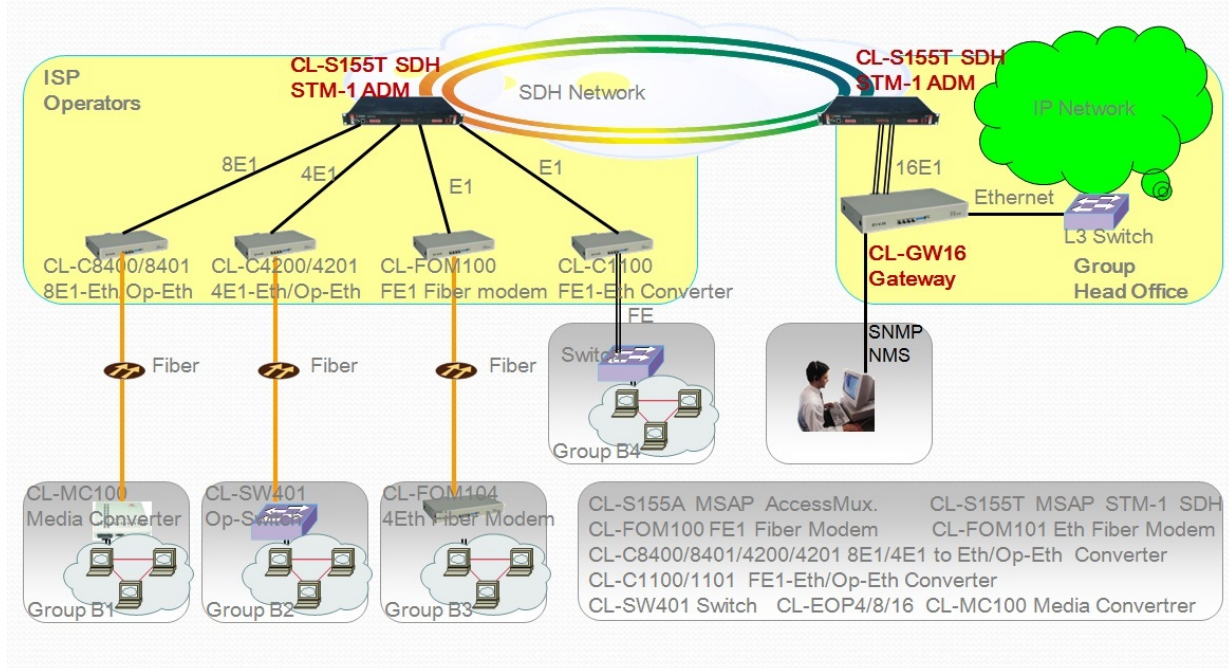 CL-S155T SDH
STM-1 ADM
CL-S155T SDH
STM-1 ADM
ISP
Operators
SDH Network
IP Network
8E1
4E1
E1
E1
16E1
Ethernet
L3 Switch
CL-C8400/8401
8E1-Eth/Op-Eth
CL-C4200/4201
4E1-Eth/Op-Eth
CL-FOM100
FE1 Fiber modem
CL-C1100
FE1-Eth Converter
CL-GW16
Gateway
Group
Head Office
FE
Switch
SNMP
NMS
Fiber
Fiber
Fiber
Group B4
CL-MC100
Media Converter
CL-SW401
Op-Switch
CL-FOM104
4Eth Fiber Modem
Group B1
Group B2
Group B3
CL-S155A MSAP AccessMux. CL-S155T MSAP STM-1 SDH
CL-FOM100 FE1 Fiber Modem CL-FOM101 Eth Fiber Modem
CL-C8400/8401/4200/4201 8E1/4E1 to Eth/Op-Eth Converter
CL-C1100/1101 FE1-Eth/Op-Eth Converter
CL-SW401 Switch CL-EOP4/8/16 CL-MC100 Media Convertrer